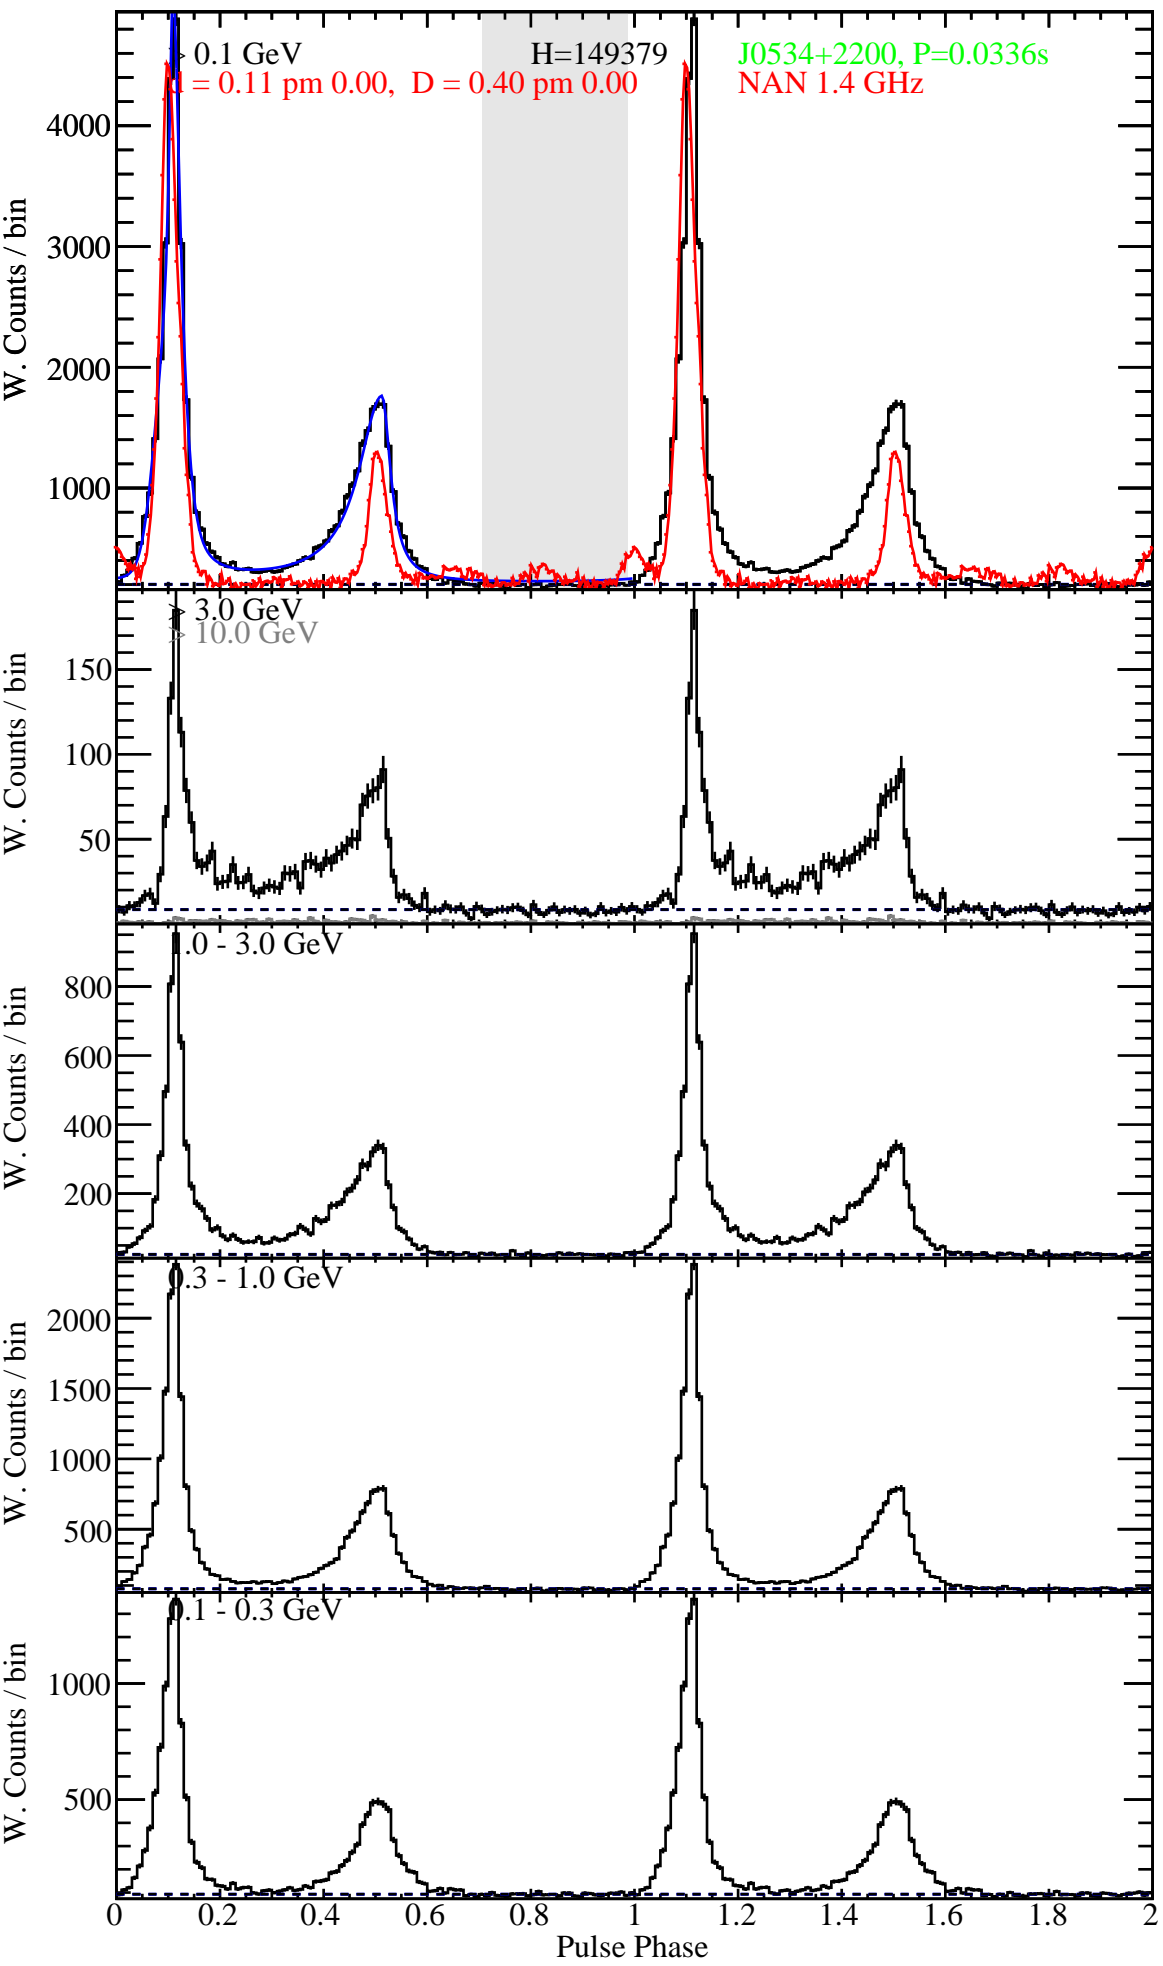 > 0.1 GeV H=149379 J0534+2200, P=0.0336s
= 0.11 pm 0.00, D = 0.40 pm 0.00 NAN 1.4 GHz
4000
3000
2000
1000
W. Counts / bin
> 3.0 GeV
> 10.0 GeV
150
100
50
W. Counts / bin
1.0 - 3.0 GeV
800
600
400
200
W. Counts / bin
0.3 - 1.0 GeV
2000
1500
1000
500
W. Counts / bin
0.1 - 0.3 GeV
1000
500
W. Counts / bin
0 0.2 0.4 0.6 0.8 1 1.2 1.4 1.6 1.8 2
Pulse Phase